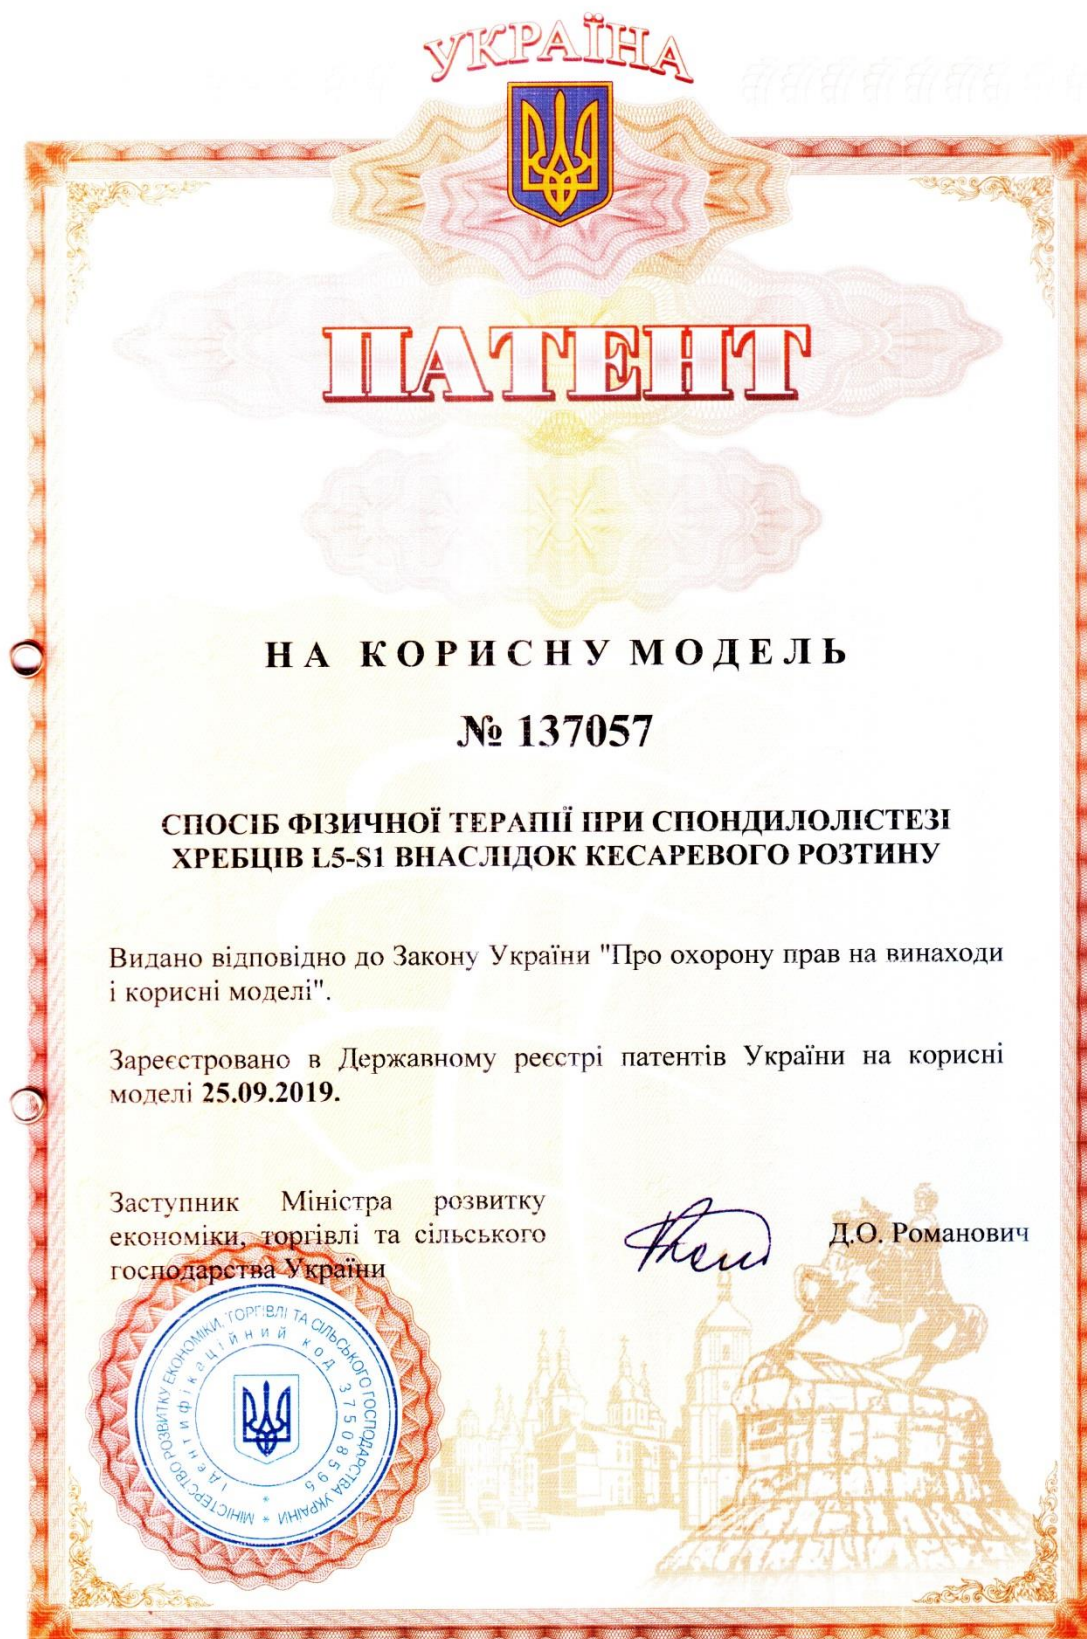 УКРАЇНА
ПАТЕНТ
НА КОРИСНУ МОДЕЛЬ
№ 137057
СПОСІБ ФІЗИЧНОЇ ТЕРАПІЇ ПРИ СПОНДИЛОЛІСТЕЗІ
ХРЕБЦІВ L5-S1 ВНАСЛІДОК КЕСАРЕВОГО РОЗТИНУ
Видано відповідно до Закону України "Про охорону прав на винаходи
і корисні моделі".
Зареєстровано в Державному реєстрі патентів України на корисні
моделі 25.09.2019.
Заступник Міністра розвитку
економіки, торгівлі та сільського
господарства України
Д.О. Романович
МІНІСТЕРСТВО РОЗВИТКУ ЕКОНОМІКИ, ТОРГІВЛІ ТА СІЛЬСЬКОГО ГОСПОДАРСТВА УКРАЇНИ *
Ідентифікаційний код 37508596 *